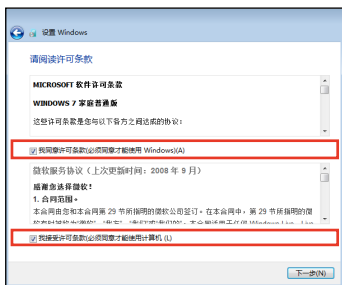 设置 Windows
请阅读许可条款
MICROSOFT 软件许可条款
WINDOWS 7 家庭普通版
这些许可条款是您与以下各方之间达成的协议：
我同意许可条款(必须同意才能使用 Windows)(A)
微软服务协议（上次更新时间：2008 年 9 月）
感谢您选择微软！
1. 合同范围。
本合同由您和本合同第 29 节所指明的微软公司签订。在本合同中，第 29 节所指明的微
我接受许可条款(必须同意才能使用计算机 (L)
下一步(N)